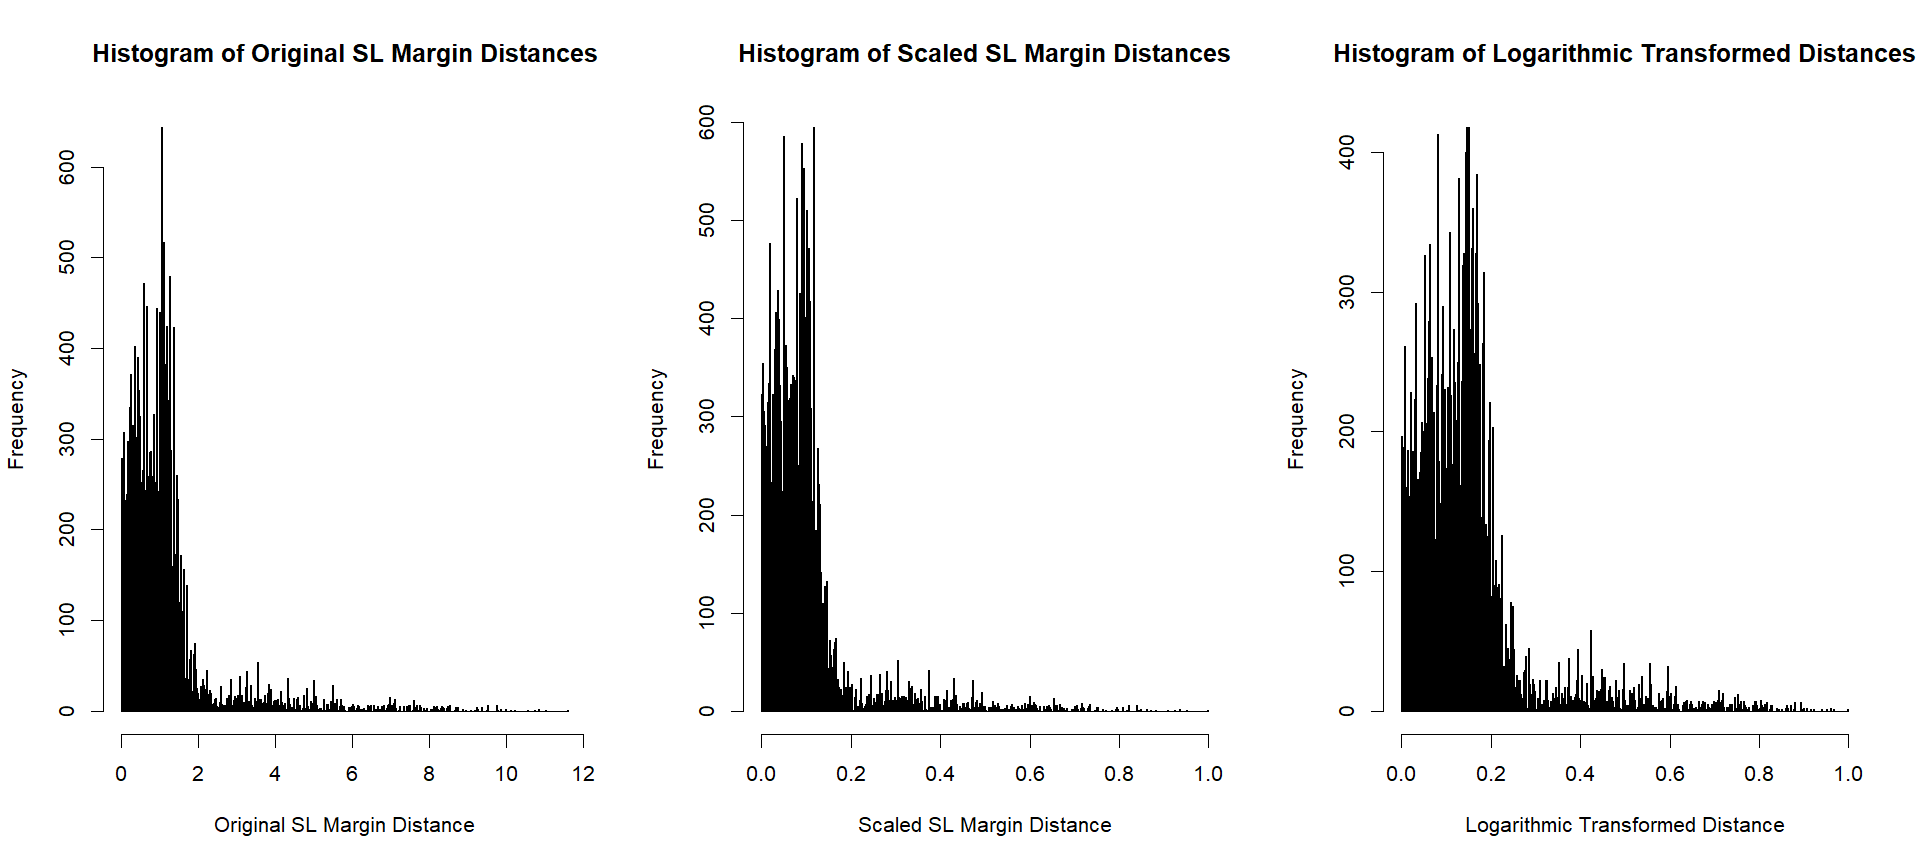 Histogram of Original SL Margin Distances
Frequency
600
500
400
300
200
100
0
0 2 4 6 8 10 12
Original SL Margin Distance
Histogram of Scaled SL Margin Distances
Frequency
600
500
400
300
200
100
0
0.0 0.2 0.4 0.6 0.8 1.0
Scaled SL Margin Distance
Histogram of Logarithmic Transformed Distances
Frequency
400
300
200
100
0
0.0 0.2 0.4 0.6 0.8 1.0
Logarithmic Transformed Distance